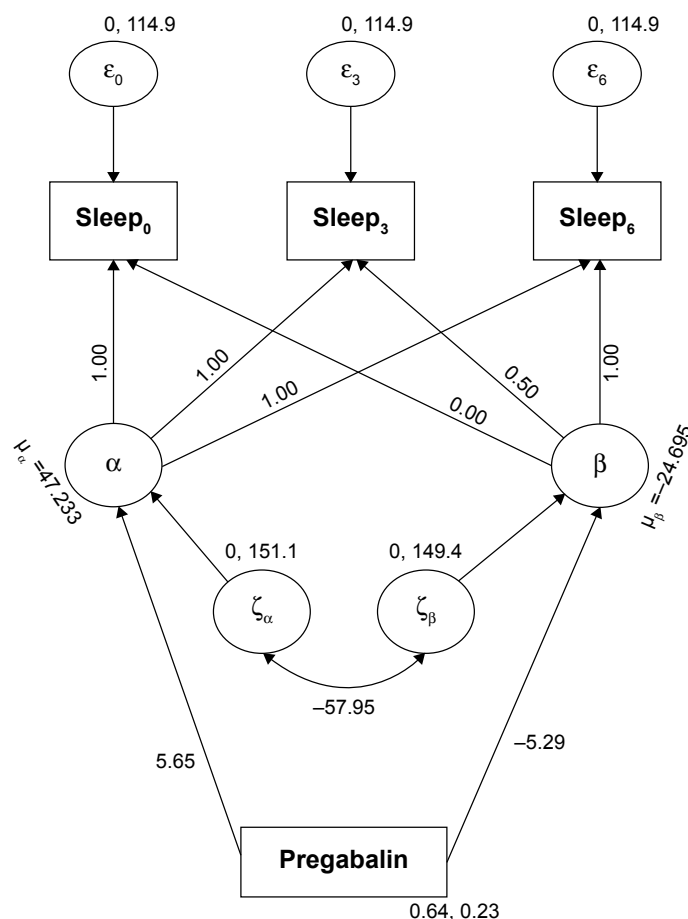 0, 114.9
0, 114.9
0, 114.9
ε₀
ε₃
ε₆
Sleep₀
Sleep₃
Sleep₆
1.00
1.00
1.00
0.00
0.50
1.00
α
β
μα =47.233
μβ =–24.695
0, 151.1
0, 149.4
ζα
ζβ
–57.95
5.65
–5.29
Pregabalin
0.64, 0.23